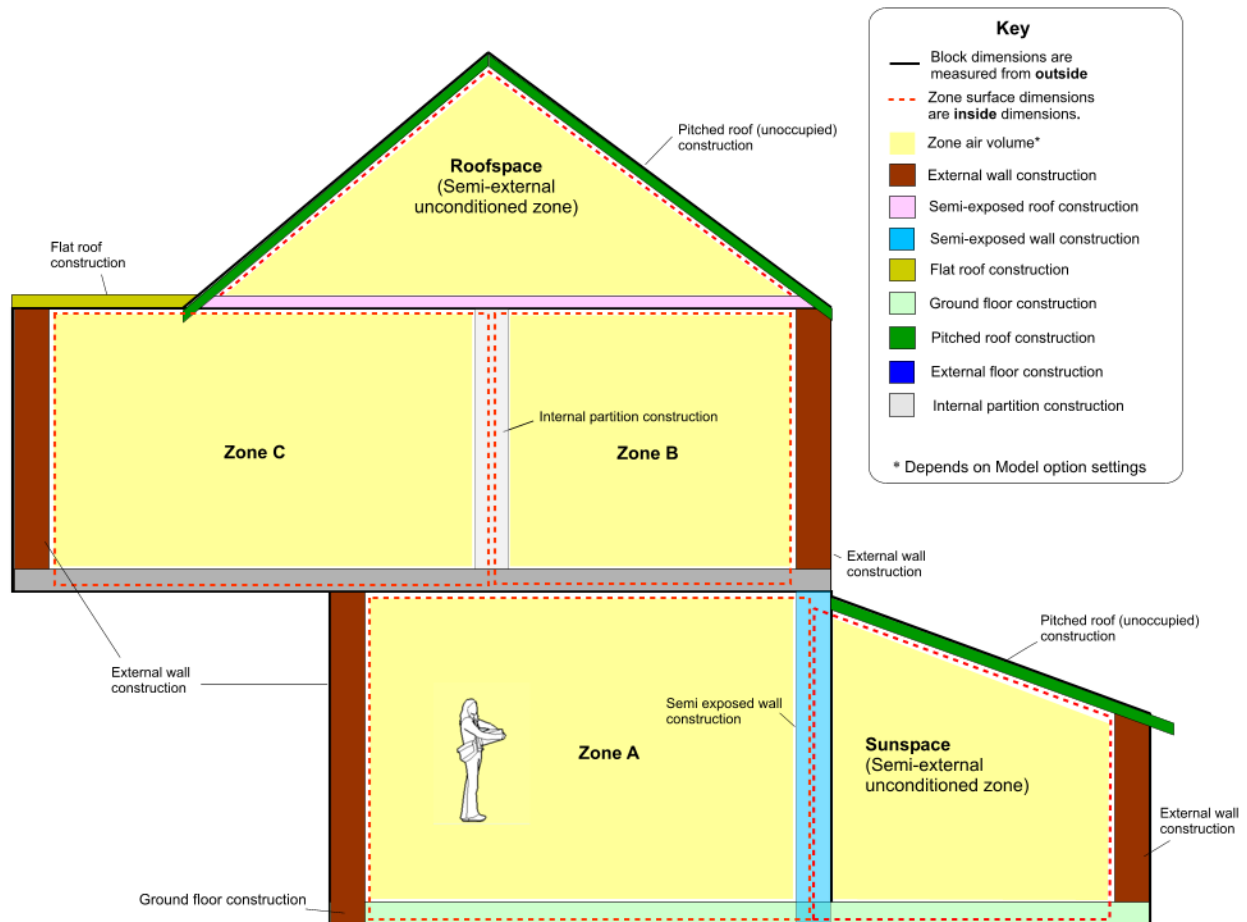 Key
Block dimensions are
measured from outside
Zone surface dimensions
are inside dimensions.
Zone air volume*
External wall construction
Semi-exposed roof construction
Semi-exposed wall construction
Flat roof construction
Ground floor construction
Pitched roof construction
External floor construction
Internal partition construction
* Depends on Model option settings
Pitched roof (unoccupied)
construction
Roofspace
(Semi-external
unconditioned zone)
Flat roof
construction
Internal partition construction
Zone C
Zone B
External wall
construction
Pitched roof (unoccupied)
construction
External wall
construction
Semi exposed wall
construction
Zone A
Sunspace
(Semi-external
unconditioned zone)
External wall
construction
Ground floor construction